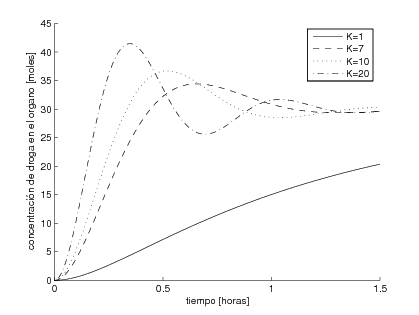 45
40
35
30
25
20
15
10
5
0
concentración de droga en el organo [moles]
K=1
K=7
K=10
K=20
0 0.5 1 1.5
tiempo [horas]